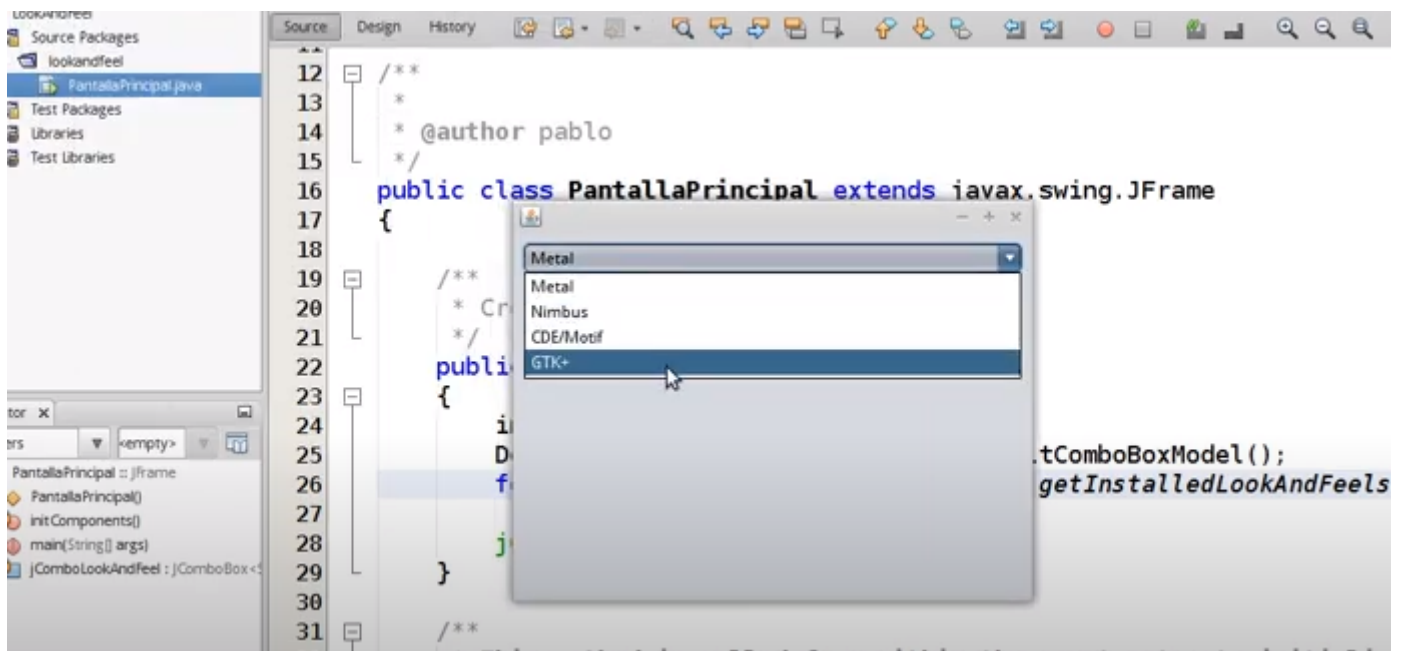 LookAndFeel
Source Packages
lookandfeel
PantallaPrincipal.java
Test Packages
Libraries
Test Libraries
tor
ers
<empty>
PantallaPrincipal :: JFrame
PantallaPrincipal()
initComponents()
main(String[] args)
jComboLookAndFeel : JComboBox<S
Source Design History
11
12 /**
13 *
14 * @author pablo
15 */
16 public class PantallaPrincipal extends javax.swing.JFrame
17 {
18
19 /**
20 * Cr
21 */
22 publi
23 {
24 i
25 D tComboBoxModel();
26 f getInstalledLookAndFeels
27
28 j
29 }
30
31 /**
Metal
Metal
Nimbus
CDE/Motif
GTK+